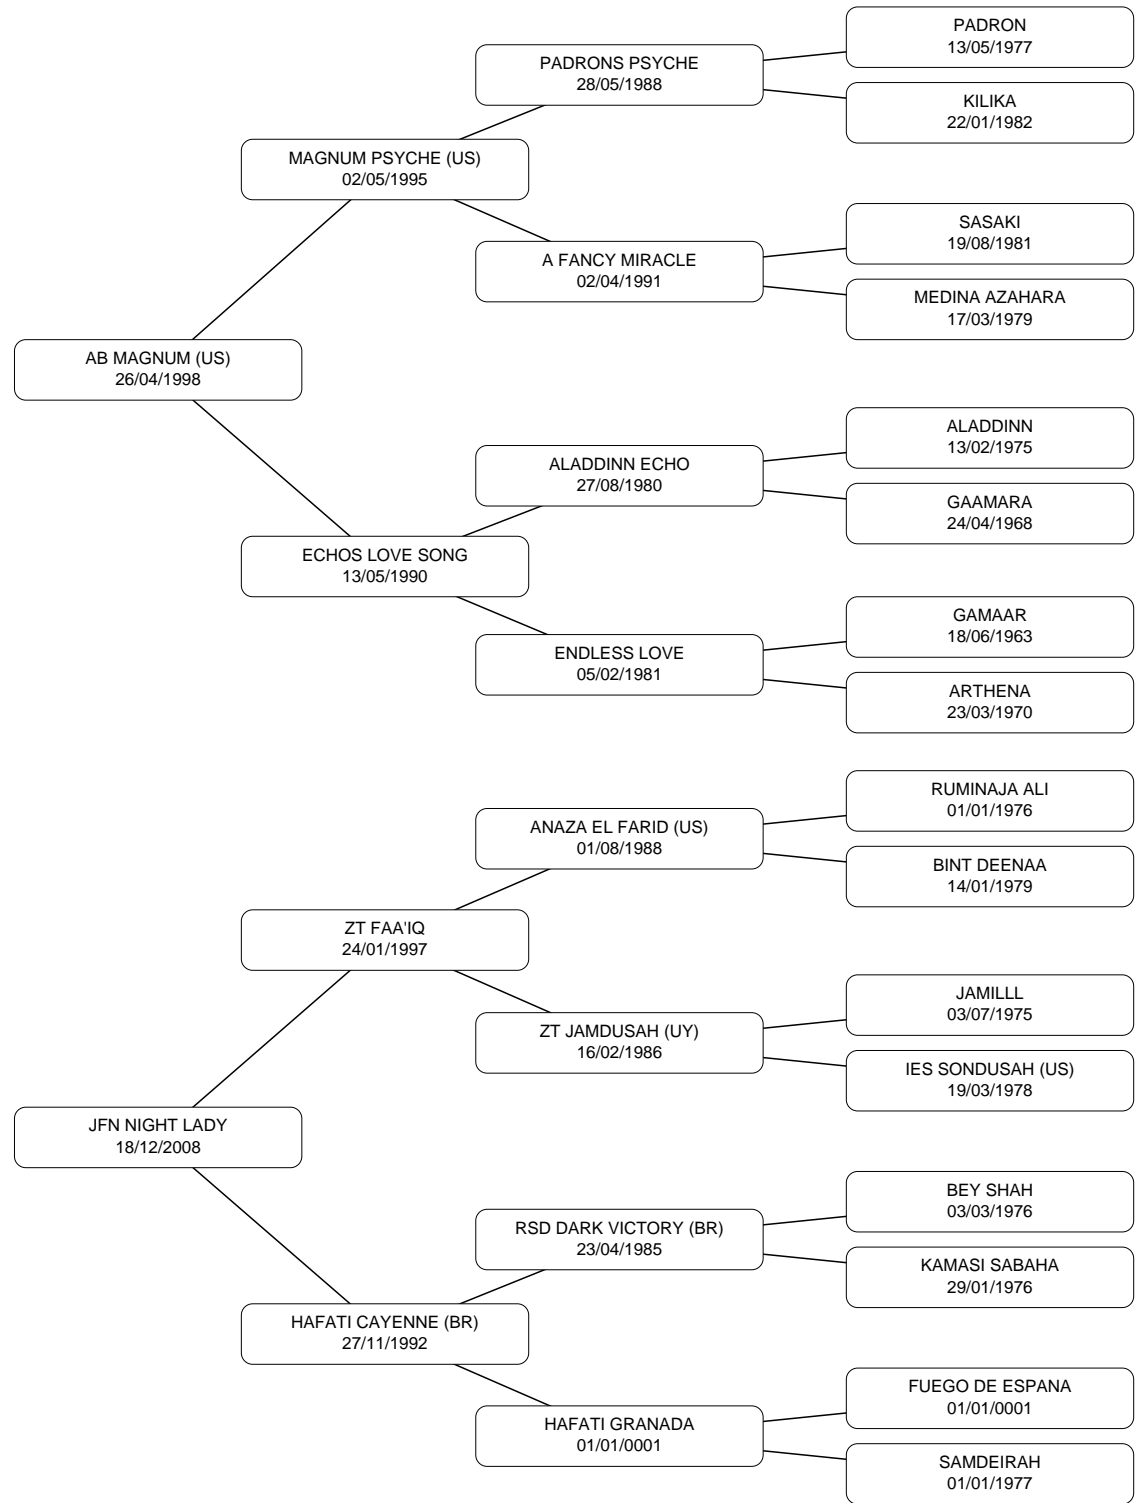 PADRON
13/05/1977
PADRONS PSYCHE
28/05/1988
KILIKA
22/01/1982
MAGNUM PSYCHE (US)
02/05/1995
SASAKI
19/08/1981
A FANCY MIRACLE
02/04/1991
MEDINA AZAHARA
17/03/1979
AB MAGNUM (US)
26/04/1998
ALADDINN
13/02/1975
ALADDINN ECHO
27/08/1980
GAAMARA
24/04/1968
ECHOS LOVE SONG
13/05/1990
GAMAAR
18/06/1963
ENDLESS LOVE
05/02/1981
ARTHENA
23/03/1970
RUMINAJA ALI
01/01/1976
ANAZA EL FARID (US)
01/08/1988
BINT DEENAA
14/01/1979
ZT FAA'IQ
24/01/1997
JAMILLL
03/07/1975
ZT JAMDUSAH (UY)
16/02/1986
IES SONDUSAH (US)
19/03/1978
JFN NIGHT LADY
18/12/2008
BEY SHAH
03/03/1976
RSD DARK VICTORY (BR)
23/04/1985
KAMASI SABAHA
29/01/1976
HAFATI CAYENNE (BR)
27/11/1992
FUEGO DE ESPANA
01/01/0001
HAFATI GRANADA
01/01/0001
SAMDEIRAH
01/01/1977